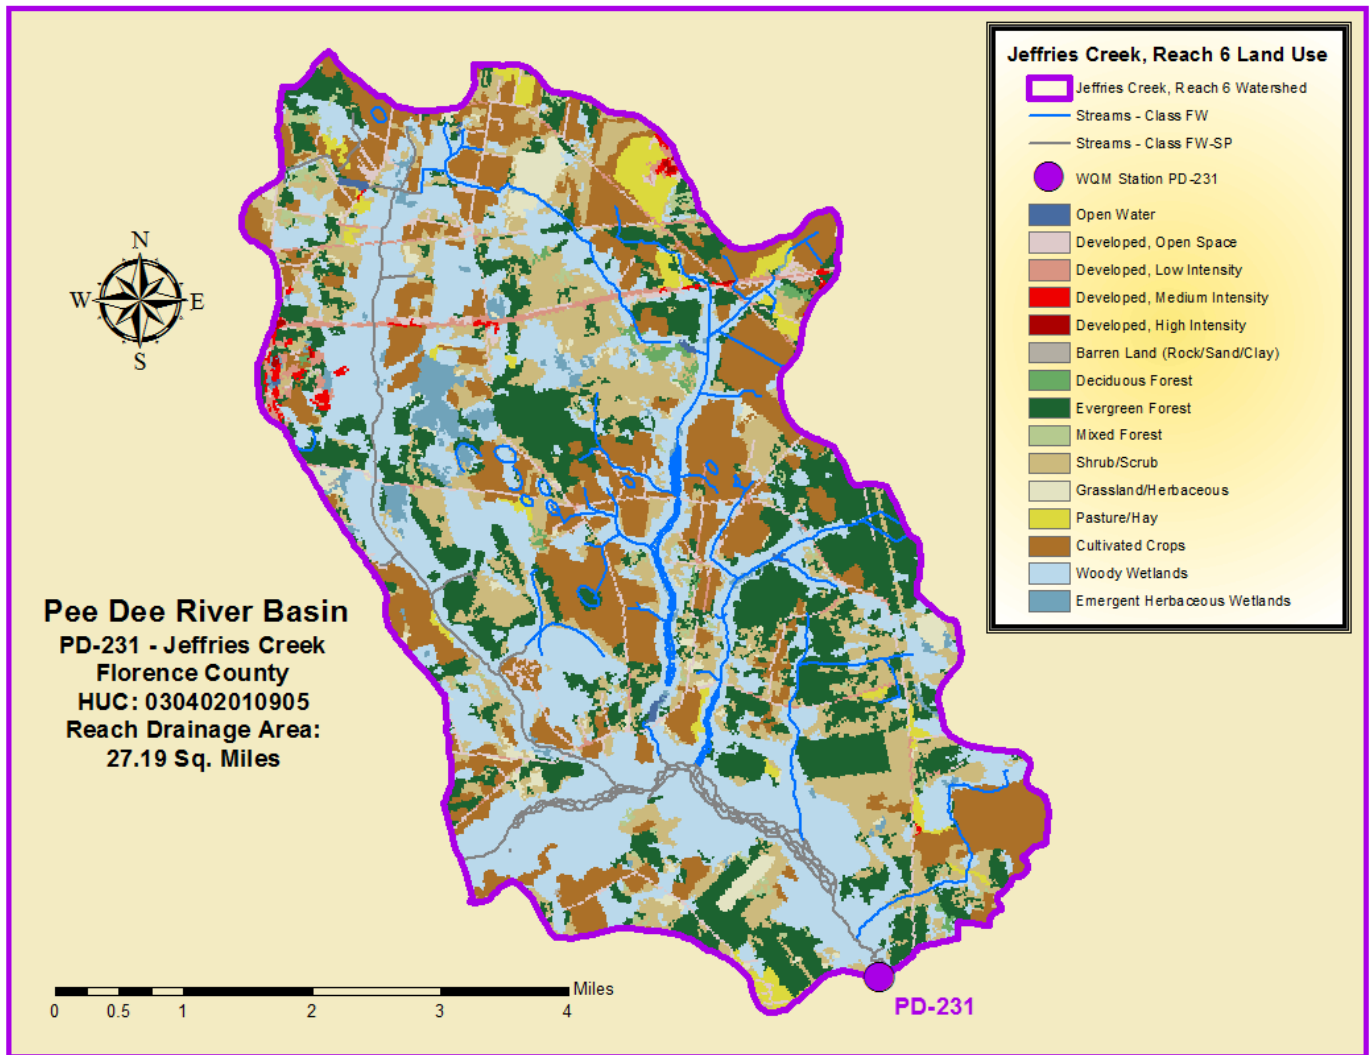 Jeffries Creek, Reach 6 Land Use
Jeffries Creek, Reach 6 Watershed
Streams - Class FW
Streams - Class FW-SP
WQM Station PD-231
Open Water
Developed, Open Space
Developed, Low Intensity
Developed, Medium Intensity
Developed, High Intensity
Barren Land (Rock/Sand/Clay)
Deciduous Forest
Evergreen Forest
Mixed Forest
Shrub/Scrub
Grassland/Herbaceous
Pasture/Hay
Cultivated Crops
Woody Wetlands
Emergent Herbaceous Wetlands
N
W E
S
Pee Dee River Basin
PD-231 - Jeffries Creek
Florence County
HUC: 030402010905
Reach Drainage Area:
27.19 Sq. Miles
Miles
0 0.5 1 2 3 4
PD-231